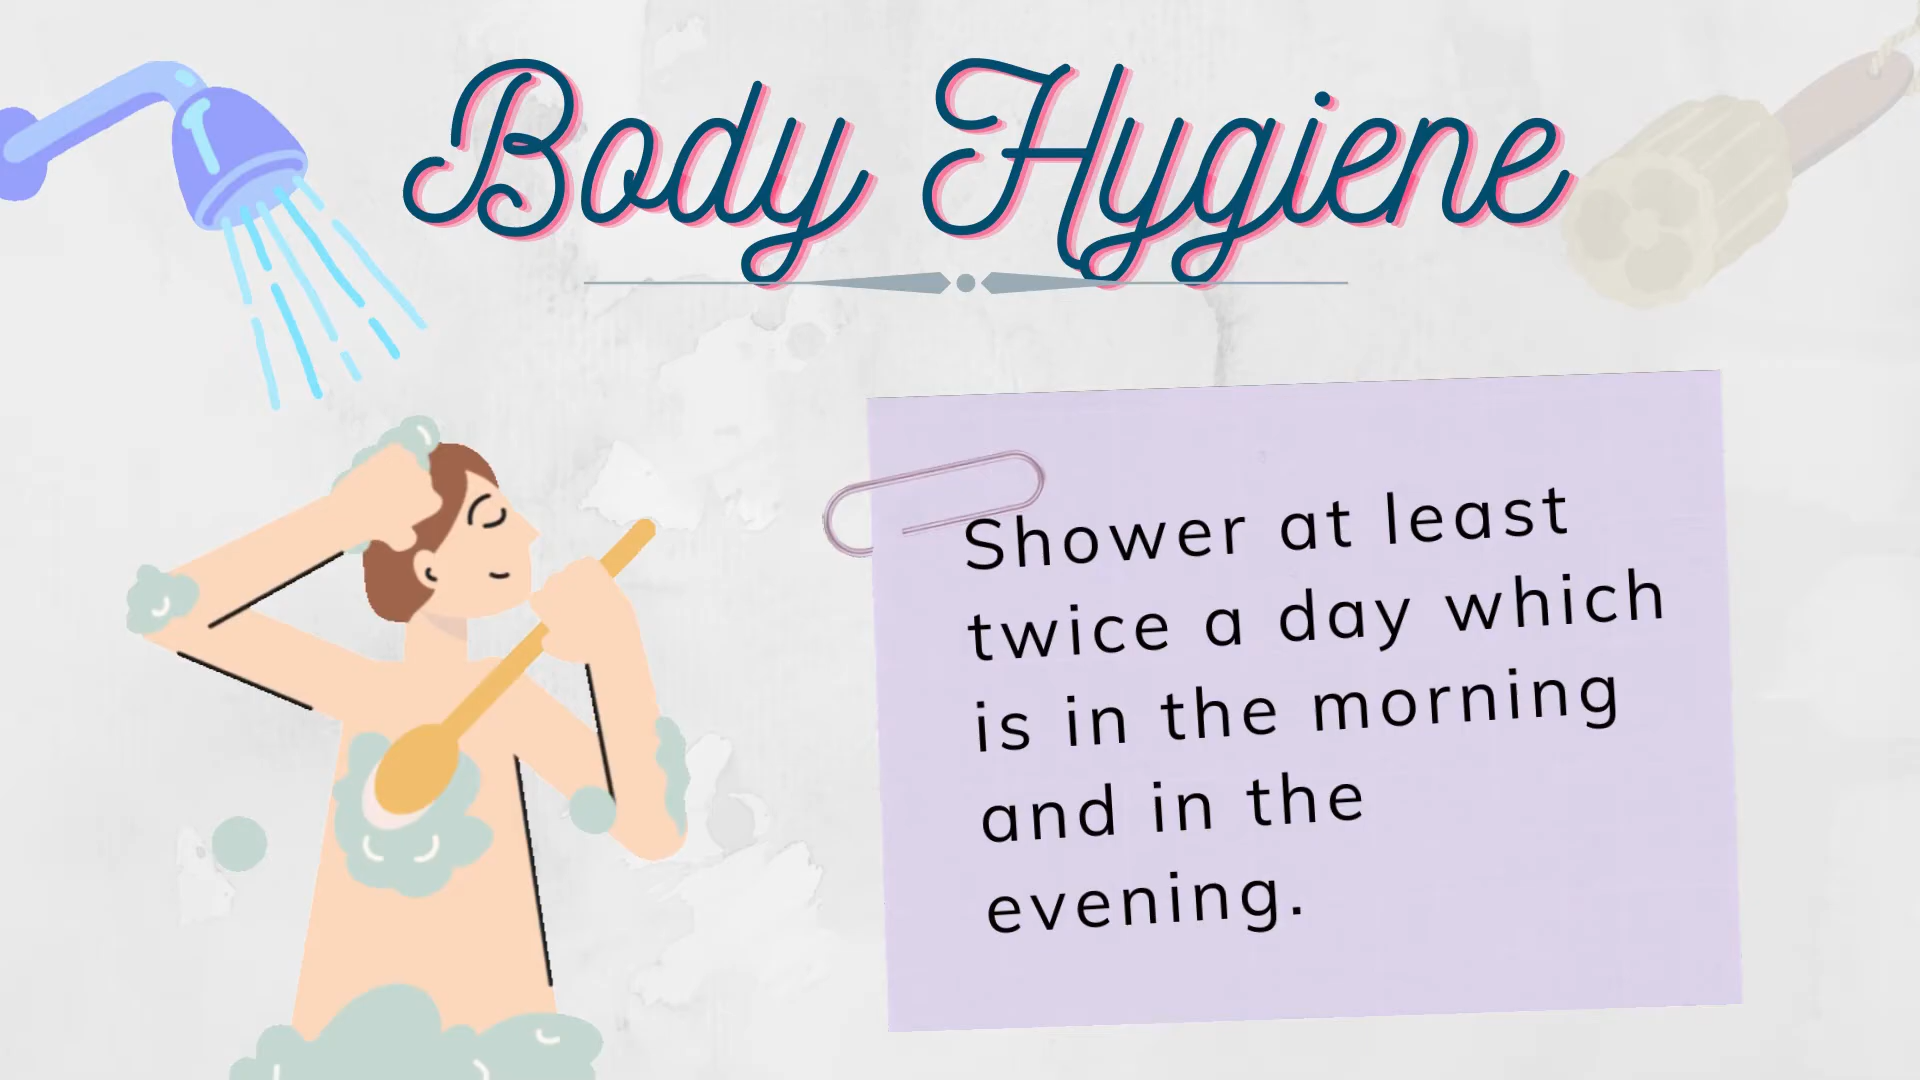 Body Hygiene
Shower at least
twice a day which
is in the morning
and in the
evening.